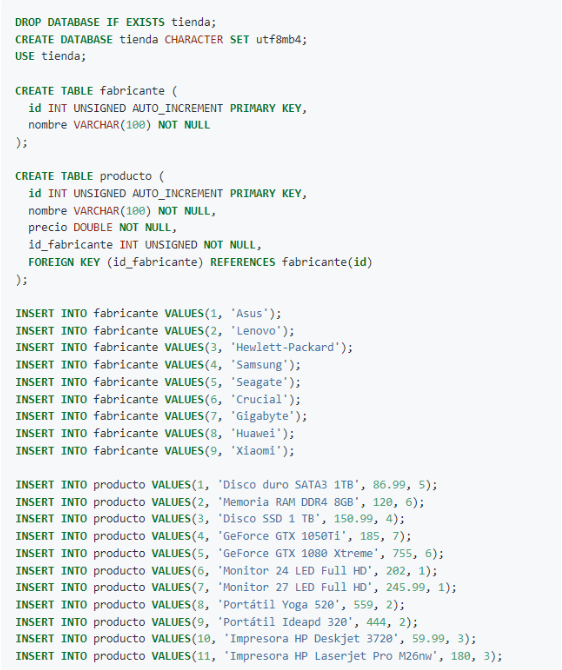 DROP DATABASE IF EXISTS tienda;
CREATE DATABASE tienda CHARACTER SET utf8mb4;
USE tienda;
CREATE TABLE fabricante (
id INT UNSIGNED AUTO_INCREMENT PRIMARY KEY,
nombre VARCHAR(100) NOT NULL
);
CREATE TABLE producto (
id INT UNSIGNED AUTO_INCREMENT PRIMARY KEY,
nombre VARCHAR(100) NOT NULL,
precio DOUBLE NOT NULL,
id_fabricante INT UNSIGNED NOT NULL,
FOREIGN KEY (id_fabricante) REFERENCES fabricante(id)
);
INSERT INTO fabricante VALUES(1, 'Asus');
INSERT INTO fabricante VALUES(2, 'Lenovo');
INSERT INTO fabricante VALUES(3, 'Hewlett-Packard');
INSERT INTO fabricante VALUES(4, 'Samsung');
INSERT INTO fabricante VALUES(5, 'Seagate');
INSERT INTO fabricante VALUES(6, 'Crucial');
INSERT INTO fabricante VALUES(7, 'Gigabyte');
INSERT INTO fabricante VALUES(8, 'Huawei');
INSERT INTO fabricante VALUES(9, 'Xiaomi');
INSERT INTO producto VALUES(1, 'Disco duro SATA3 1TB', 86.99, 5);
INSERT INTO producto VALUES(2, 'Memoria RAM DDR4 8GB', 120, 6);
INSERT INTO producto VALUES(3, 'Disco SSD 1 TB', 150.99, 4);
INSERT INTO producto VALUES(4, 'GeForce GTX 1050Ti', 185, 7);
INSERT INTO producto VALUES(5, 'GeForce GTX 1080 Xtreme', 755, 6);
INSERT INTO producto VALUES(6, 'Monitor 24 LED Full HD', 202, 1);
INSERT INTO producto VALUES(7, 'Monitor 27 LED Full HD', 245.99, 1);
INSERT INTO producto VALUES(8, 'Portátil Yoga 520', 559, 2);
INSERT INTO producto VALUES(9, 'Portátil Ideapd 320', 444, 2);
INSERT INTO producto VALUES(10, 'Impresora HP Deskjet 3720', 59.99, 3);
INSERT INTO producto VALUES(11, 'Impresora HP Laserjet Pro M26nw', 180, 3);